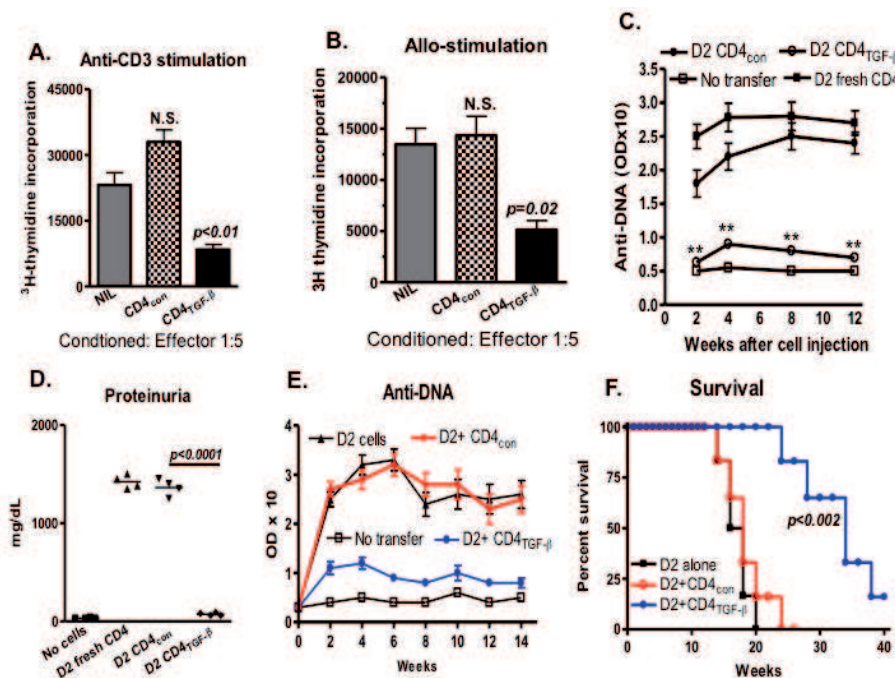 A.
Anti-CD3 stimulation
45000
30000
15000
0
³H-thymidine incorporation
N.S.
p<0.01
NIL
CD4con
CD4TGF-β
Condtioned: Effector 1:5
B.
Allo-stimulation
20000
15000
10000
5000
0
3H thymidine incorporation
N.S.
p=0.02
NIL
CD4con
CD4TGF-β
Conditioned: Effector 1:5
C.
D2 CD4con
D2 CD4TGF-β
No transfer
D2 fresh CD4
3.0
2.5
2.0
1.5
1.0
0.5
0.0
Anti-DNA (ODx10)
** ** ** **
0 2 4 6 8 10 12
Weeks after cell injection
D.
Proteinuria
p<0.0001
2000
1000
0
mg/dL
No cells
D2 fresh CD4
D2 CD4con
D2 CD4TGF-β
E.
Anti-DNA
4
3
2
1
0
OD x 10
D2 cells
D2+ CD4con
No transfer
D2+ CD4TGF-β
0 2 4 6 8 10 12 14
Weeks
F.
Survival
100
75
50
25
0
Percent survival
p<0.002
D2 alone
D2+CD4con
D2+CD4TGF-β
0 10 20 30 40
Weeks